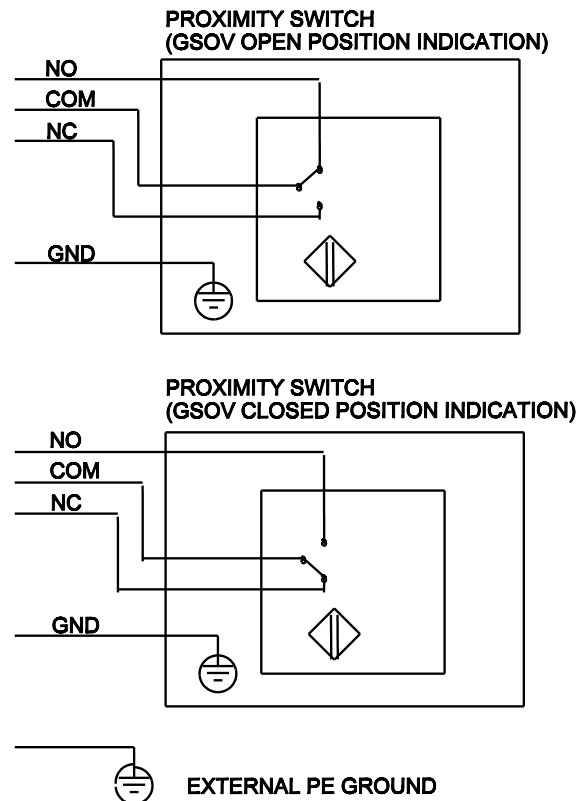 PROXIMITY SWITCH
(GSOV OPEN POSITION INDICATION)
NO
COM
NC
GND
PROXIMITY SWITCH
(GSOV CLOSED POSITION INDICATION)
NO
COM
NC
GND
EXTERNAL PE GROUND